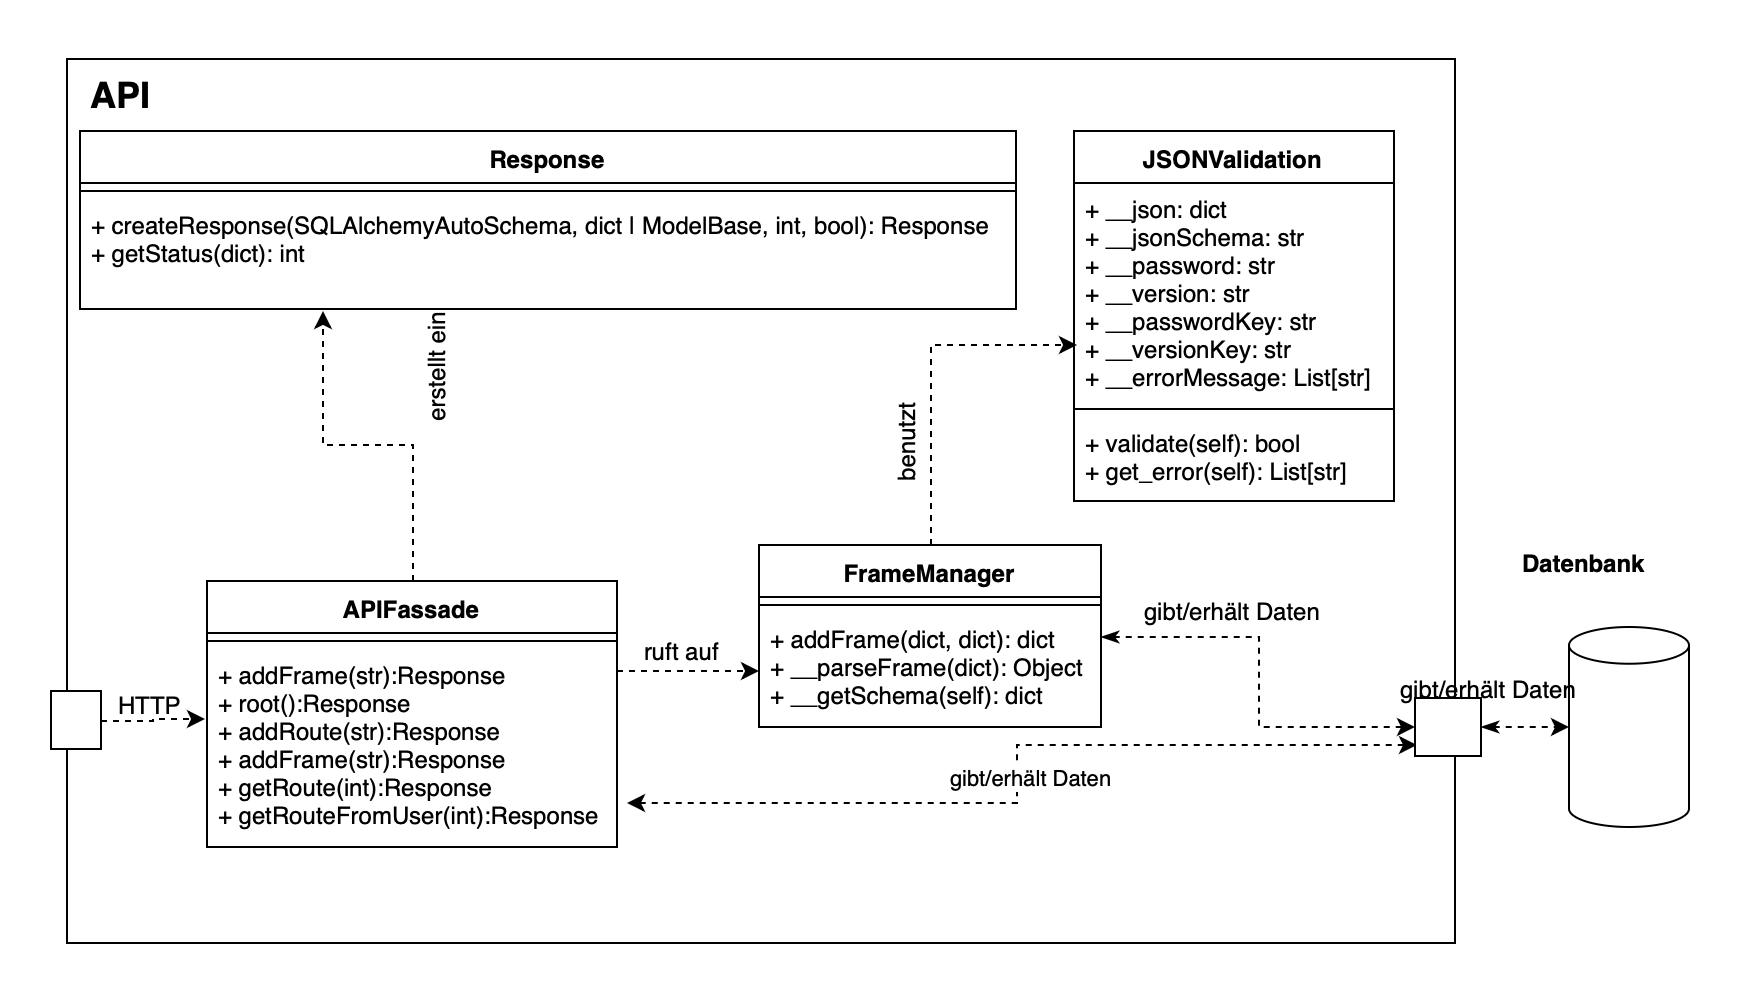 API
Response
+ createResponse(SQLAlchemyAutoSchema, dict | ModelBase, int, bool): Response
+ getStatus(dict): int
JSONValidation
+ __json: dict
+ __jsonSchema: str
+ __password: str
+ __version: str
+ __passwordKey: str
+ __versionKey: str
+ __errorMessage: List[str]
+ validate(self): bool
+ get_error(self): List[str]
erstellt ein
benutzt
APIFassade
+ addFrame(str):Response
+ root():Response
+ addRoute(str):Response
+ addFrame(str):Response
+ getRoute(int):Response
+ getRouteFromUser(int):Response
HTTP
ruft auf
FrameManager
+ addFrame(dict, dict): dict
+ __parseFrame(dict): Object
+ __getSchema(self): dict
gibt/erhält Daten
gibt/erhält Daten
gibt/erhält Daten
Datenbank